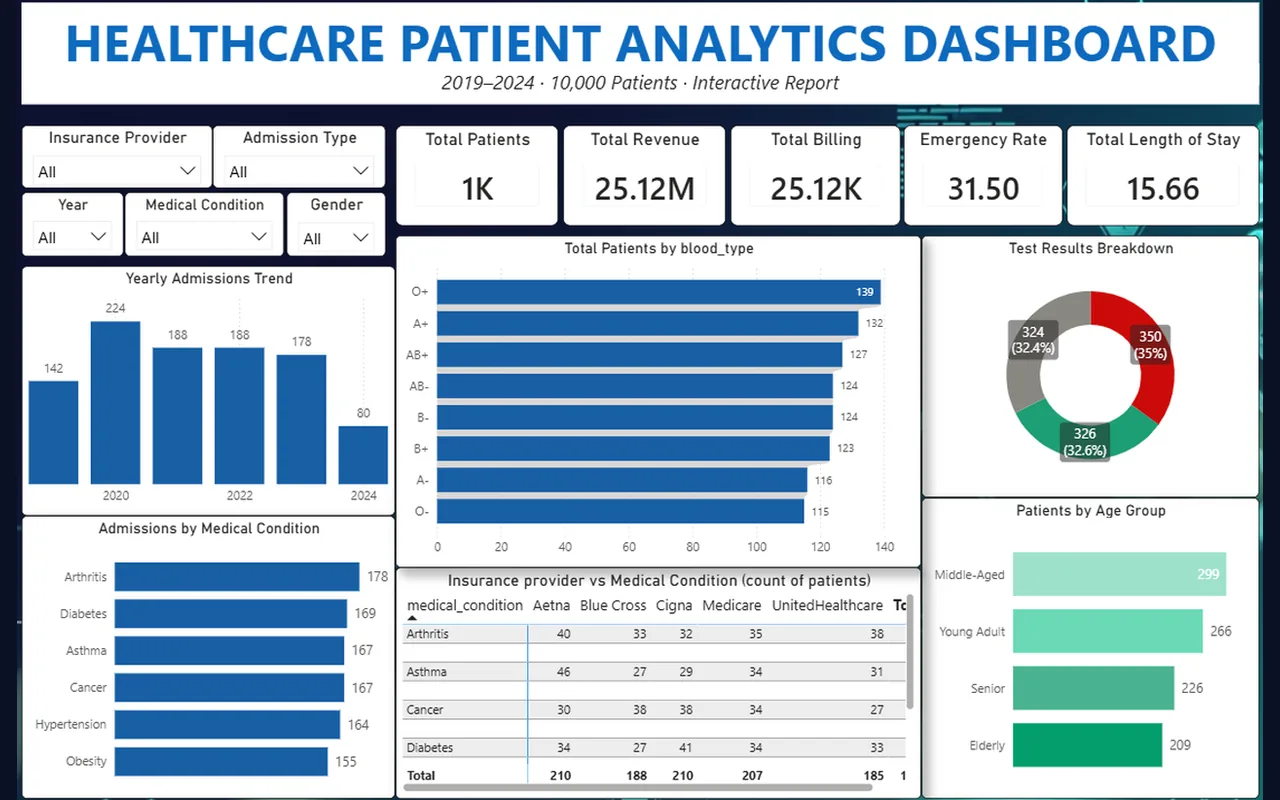 HEALTHCARE PATIENT ANALYTICS DASHBOARD
2019–2024 · 10,000 Patients · Interactive Report
Insurance Provider
All
Admission Type
All
Year
All
Medical Condition
All
Gender
All
Total Patients
1K
Total Revenue
25.12M
Total Billing
25.12K
Emergency Rate
31.50
Total Length of Stay
15.66
Yearly Admissions Trend
142
224
188
188
178
80
2020
2022
2024
Total Patients by blood_type
O+ 139
A+ 132
AB+ 127
AB- 124
B- 124
B+ 123
A- 116
O- 115
0 20 40 60 80 100 120 140
Test Results Breakdown
324
(32.4%)
350
(35%)
326
(32.6%)
Admissions by Medical Condition
Arthritis 178
Diabetes 169
Asthma 167
Cancer 167
Hypertension 164
Obesity 155
Insurance provider vs Medical Condition (count of patients)
medical_condition Aetna Blue Cross Cigna Medicare UnitedHealthcare
Arthritis 40 33 32 35 38
Asthma 46 27 29 34 31
Cancer 30 38 38 34 27
Diabetes 34 27 41 34 33
Total 210 188 210 207 185 1
Patients by Age Group
Middle-Aged 299
Young Adult 266
Senior 226
Elderly 209